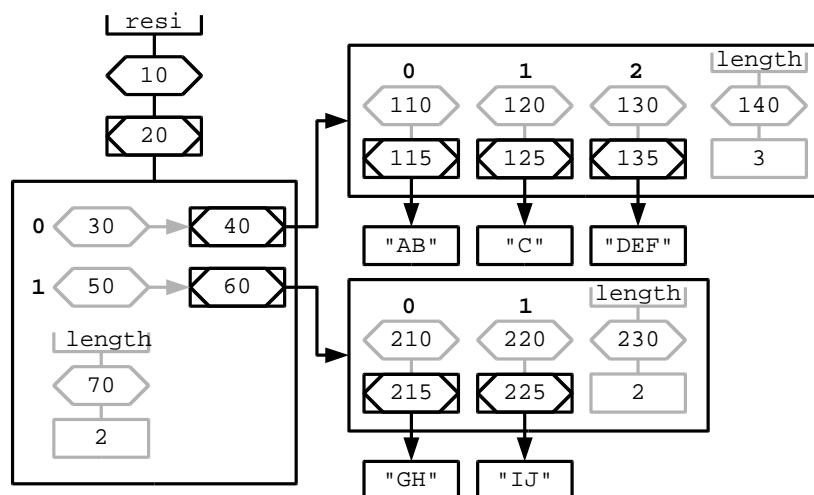 resi
10
20
0 30 40
1 50 60
length
70
2
0 1 2 length
110 120 130 140
115 125 135 3
"AB" "C" "DEF"
0 1 length
210 220 230
215 225 2
"GH" "IJ"